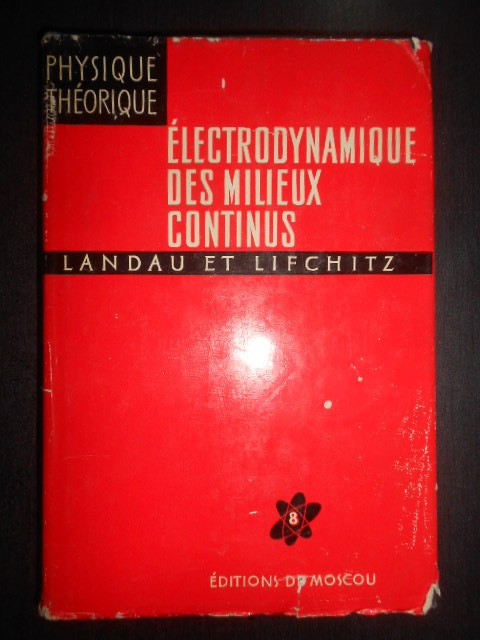 PHYSIQUE
THÉORIQUE
ÉLECTRODYNAMIQUE
DES MILIEUX
CONTINUS
LANDAU ET LIFCHITZ
8
ÉDITIONS DE MOSCOU